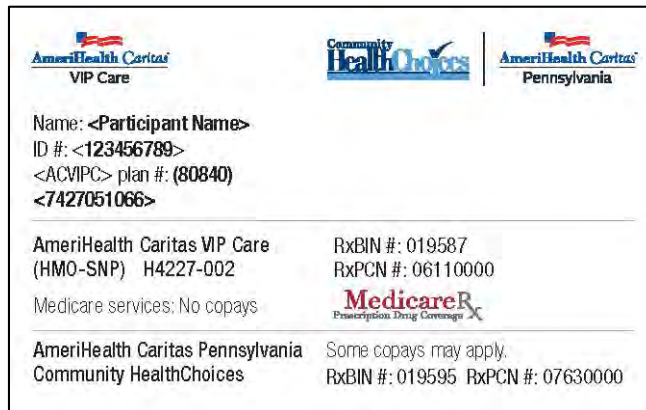 AmeriHealth Caritas
VIP Care
Community
HealthChoices
AmeriHealth Caritas
Pennsylvania
Name: <Participant Name>
ID #: <123456789>
<ACVIPC> plan #: (80840)
<7427051066>
AmeriHealth Caritas VIP Care
(HMO-SNP) H4227-002
Medicare services: No copays
RxBIN #: 019587
RxPCN #: 06110000
MedicareRx
Prescription Drug Coverage
AmeriHealth Caritas Pennsylvania
Community HealthChoices
Some copays may apply.
RxBIN #: 019595 RxPCN #: 07630000